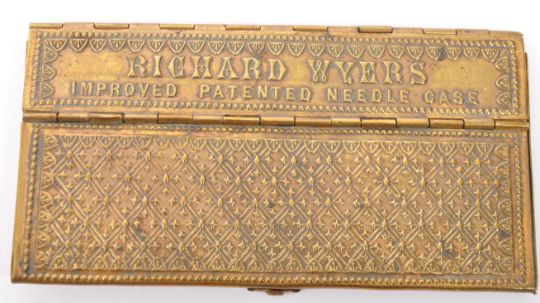 RICHARD WYERS
IMPROVED PATENTED NEEDLE CASE